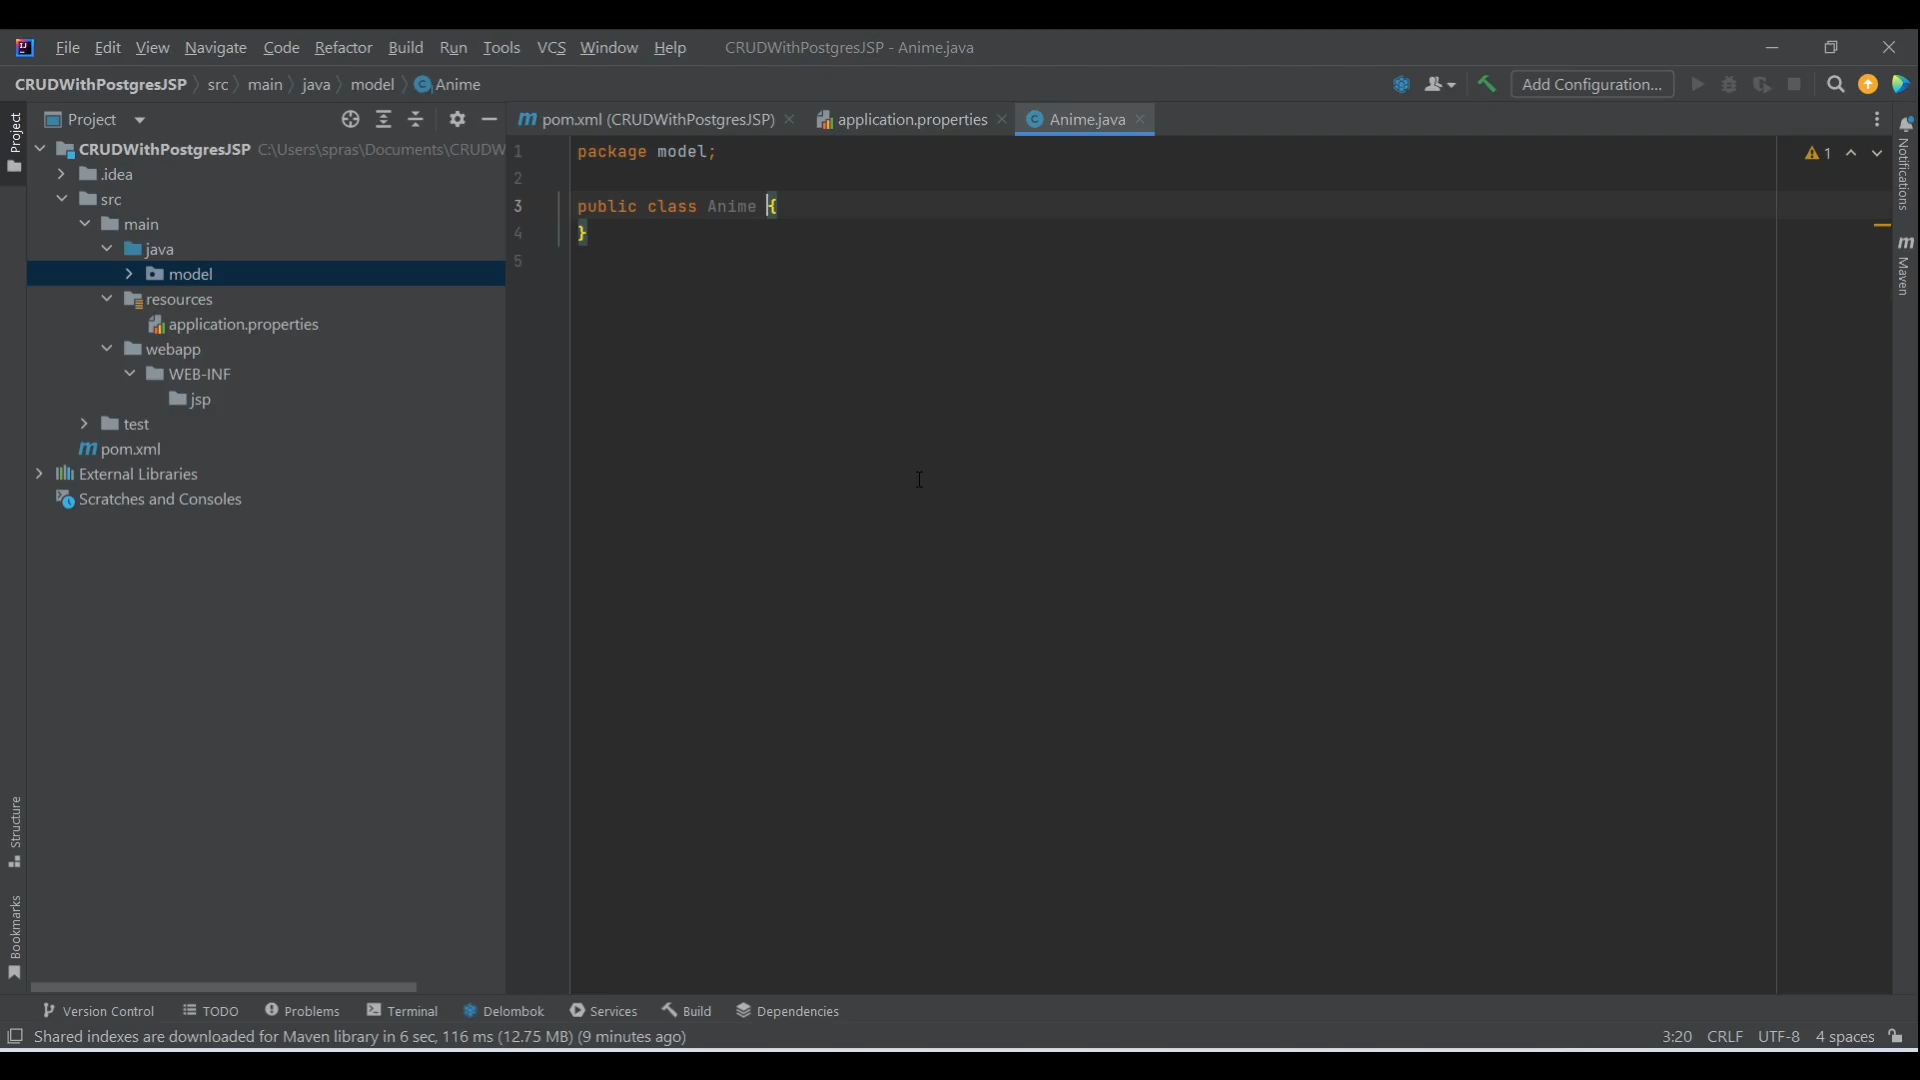 File Edit View Navigate Code Refactor Build Run Tools VCS Window Help CRUDWithPostgresJSP - Anime.java
CRUDWithPostgresJSP src main java model Anime Add Configuration...
Project
pom.xml (CRUDWithPostgresJSP) application.properties Anime.java
Project
CRUDWithPostgresJSP C:\Users\spras\Documents\CRUDW
.idea
src
main
java
model
resources
application.properties
webapp
WEB-INF
jsp
test
pom.xml
External Libraries
Scratches and Consoles
1 package model;
2
3 public class Anime {
4 }
5
1
Notifications
Maven
Structure
Bookmarks
Version Control TODO Problems Terminal Delombok Services Build Dependencies
Shared indexes are downloaded for Maven library in 6 sec, 116 ms (12.75 MB) (9 minutes ago) 3:20 CRLF UTF-8 4 spaces